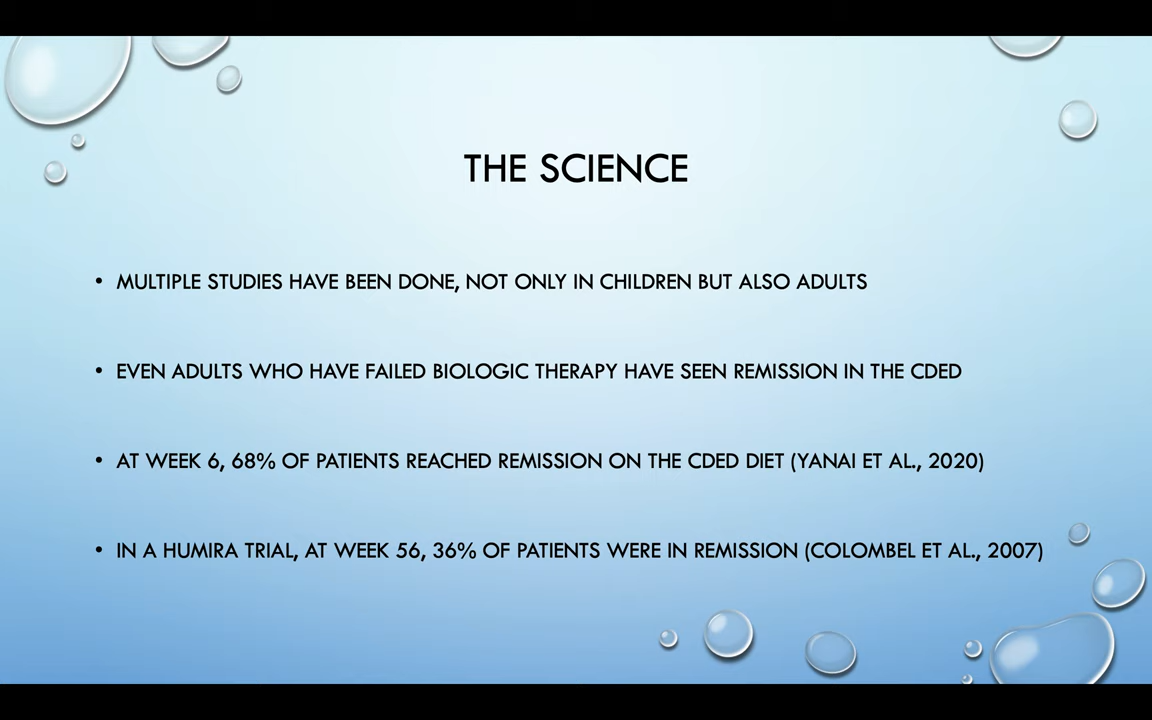 THE SCIENCE
• MULTIPLE STUDIES HAVE BEEN DONE, NOT ONLY IN CHILDREN BUT ALSO ADULTS
• EVEN ADULTS WHO HAVE FAILED BIOLOGIC THERAPY HAVE SEEN REMISSION IN THE CDED
• AT WEEK 6, 68% OF PATIENTS REACHED REMISSION ON THE CDED DIET (YANAI ET AL., 2020)
• IN A HUMIRA TRIAL, AT WEEK 56, 36% OF PATIENTS WERE IN REMISSION (COLOMBEL ET AL., 2007)